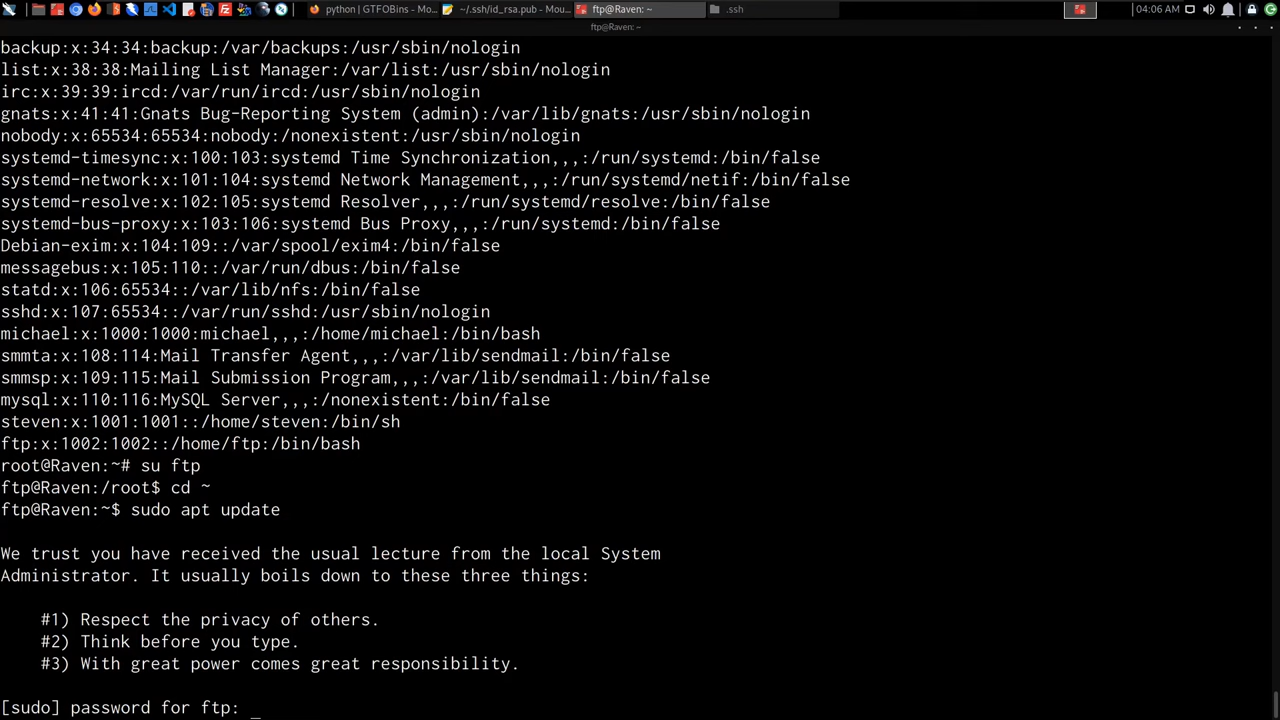 python | GTFOBins - Mo...
~/.ssh/id_rsa.pub - Mou...
ftp@Raven: ~
.ssh
04:06 AM
ftp@Raven: ~
backup:x:34:34:backup:/var/backups:/usr/sbin/nologin
list:x:38:38:Mailing List Manager:/var/list:/usr/sbin/nologin
irc:x:39:39:ircd:/var/run/ircd:/usr/sbin/nologin
gnats:x:41:41:Gnats Bug-Reporting System (admin):/var/lib/gnats:/usr/sbin/nologin
nobody:x:65534:65534:nobody:/nonexistent:/usr/sbin/nologin
systemd-timesync:x:100:103:systemd Time Synchronization,,,:/run/systemd:/bin/false
systemd-network:x:101:104:systemd Network Management,,,:/run/systemd/netif:/bin/false
systemd-resolve:x:102:105:systemd Resolver,,,:/run/systemd/resolve:/bin/false
systemd-bus-proxy:x:103:106:systemd Bus Proxy,,,:/run/systemd:/bin/false
Debian-exim:x:104:109::/var/spool/exim4:/bin/false
messagebus:x:105:110::/var/run/dbus:/bin/false
statd:x:106:65534::/var/lib/nfs:/bin/false
sshd:x:107:65534::/var/run/sshd:/usr/sbin/nologin
michael:x:1000:1000:michael,,,:/home/michael:/bin/bash
smmta:x:108:114:Mail Transfer Agent,,,:/var/lib/sendmail:/bin/false
smmsp:x:109:115:Mail Submission Program,,,:/var/lib/sendmail:/bin/false
mysql:x:110:116:MySQL Server,,,:/nonexistent:/bin/false
steven:x:1001:1001::/home/steven:/bin/sh
ftp:x:1002:1002::/home/ftp:/bin/bash
root@Raven:~# su ftp
ftp@Raven:/root$ cd ~
ftp@Raven:~$ sudo apt update
We trust you have received the usual lecture from the local System
Administrator. It usually boils down to these three things:
#1) Respect the privacy of others.
#2) Think before you type.
#3) With great power comes great responsibility.
[sudo] password for ftp: _